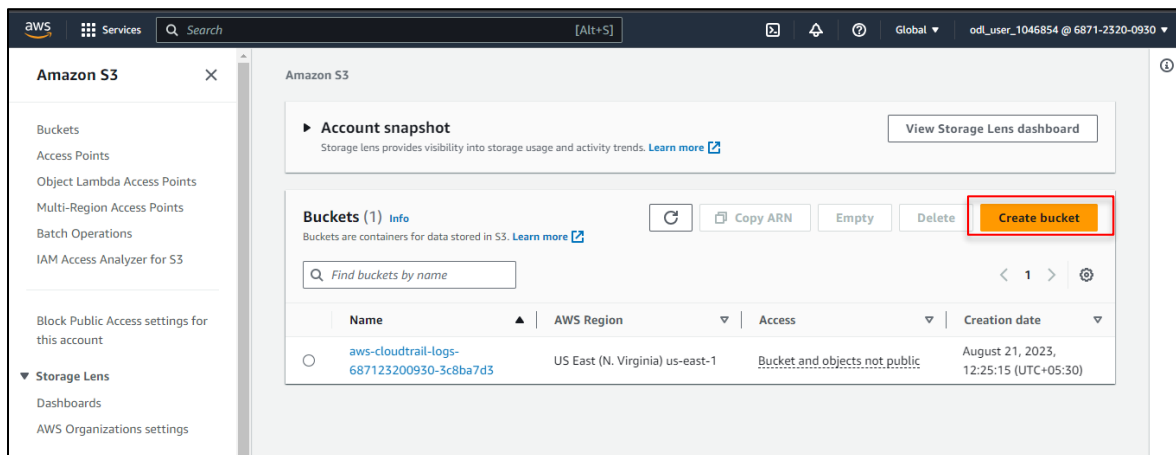 aws
Services
Search
[Alt+S]
Global
odl_user_1046854 @ 6871-2320-0930
Amazon S3
Buckets
Access Points
Object Lambda Access Points
Multi-Region Access Points
Batch Operations
IAM Access Analyzer for S3
Block Public Access settings for
this account
Storage Lens
Dashboards
AWS Organizations settings
Amazon S3
Account snapshot
Storage lens provides visibility into storage usage and activity trends. Learn more
View Storage Lens dashboard
Buckets (1) Info
Buckets are containers for data stored in S3. Learn more
Copy ARN
Empty
Delete
Create bucket
Find buckets by name
1
Name
AWS Region
Access
Creation date
aws-cloudtrail-logs-
687123200930-3c8ba7d3
US East (N. Virginia) us-east-1
Bucket and objects not public
August 21, 2023,
12:25:15 (UTC+05:30)